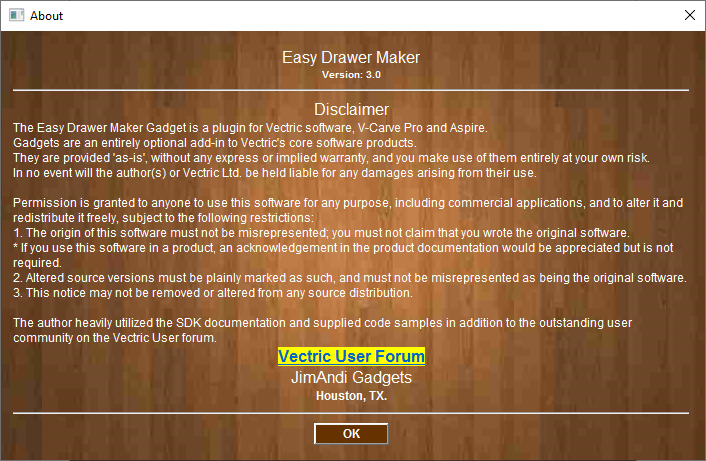 About
Easy Drawer Maker
Version: 3.0
Disclaimer
The Easy Drawer Maker Gadget is a plugin for Vectric software, V-Carve Pro and Aspire.
Gadgets are an entirely optional add-in to Vectric's core software products.
They are provided 'as-is', without any express or implied warranty, and you make use of them entirely at your own risk.
In no event will the author(s) or Vectric Ltd. be held liable for any damages arising from their use.
Permission is granted to anyone to use this software for any purpose, including commercial applications, and to alter it and
redistribute it freely, subject to the following restrictions:
1. The origin of this software must not be misrepresented; you must not claim that you wrote the original software.
* If you use this software in a product, an acknowledgement in the product documentation would be appreciated but is not
required.
2. Altered source versions must be plainly marked as such, and must not be misrepresented as being the original software.
3. This notice may not be removed or altered from any source distribution.
The author heavily utilized the SDK documentation and supplied code samples in addition to the outstanding user
community on the Vectric User forum.
Vectric User Forum
JimAndi Gadgets
Houston, TX.
OK